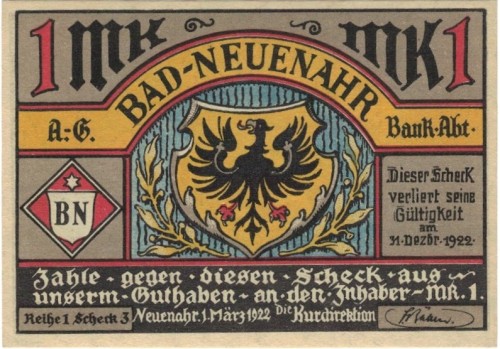 1 MK MK 1
BAD-NEUENAHR
A.-G. Bank-Abt.
BN
Dieser Scheck
verliert seine
Gültigkeit
am
31. Dezbr. 1922.
Zahle - gegen - diesen - Scheck - aus
unserm - Guthaben - an - den - Inhaber - MK. 1.
Reihe 1 Scheck 3 Neuenahr. 1. März 1922 Die Kurdirektion